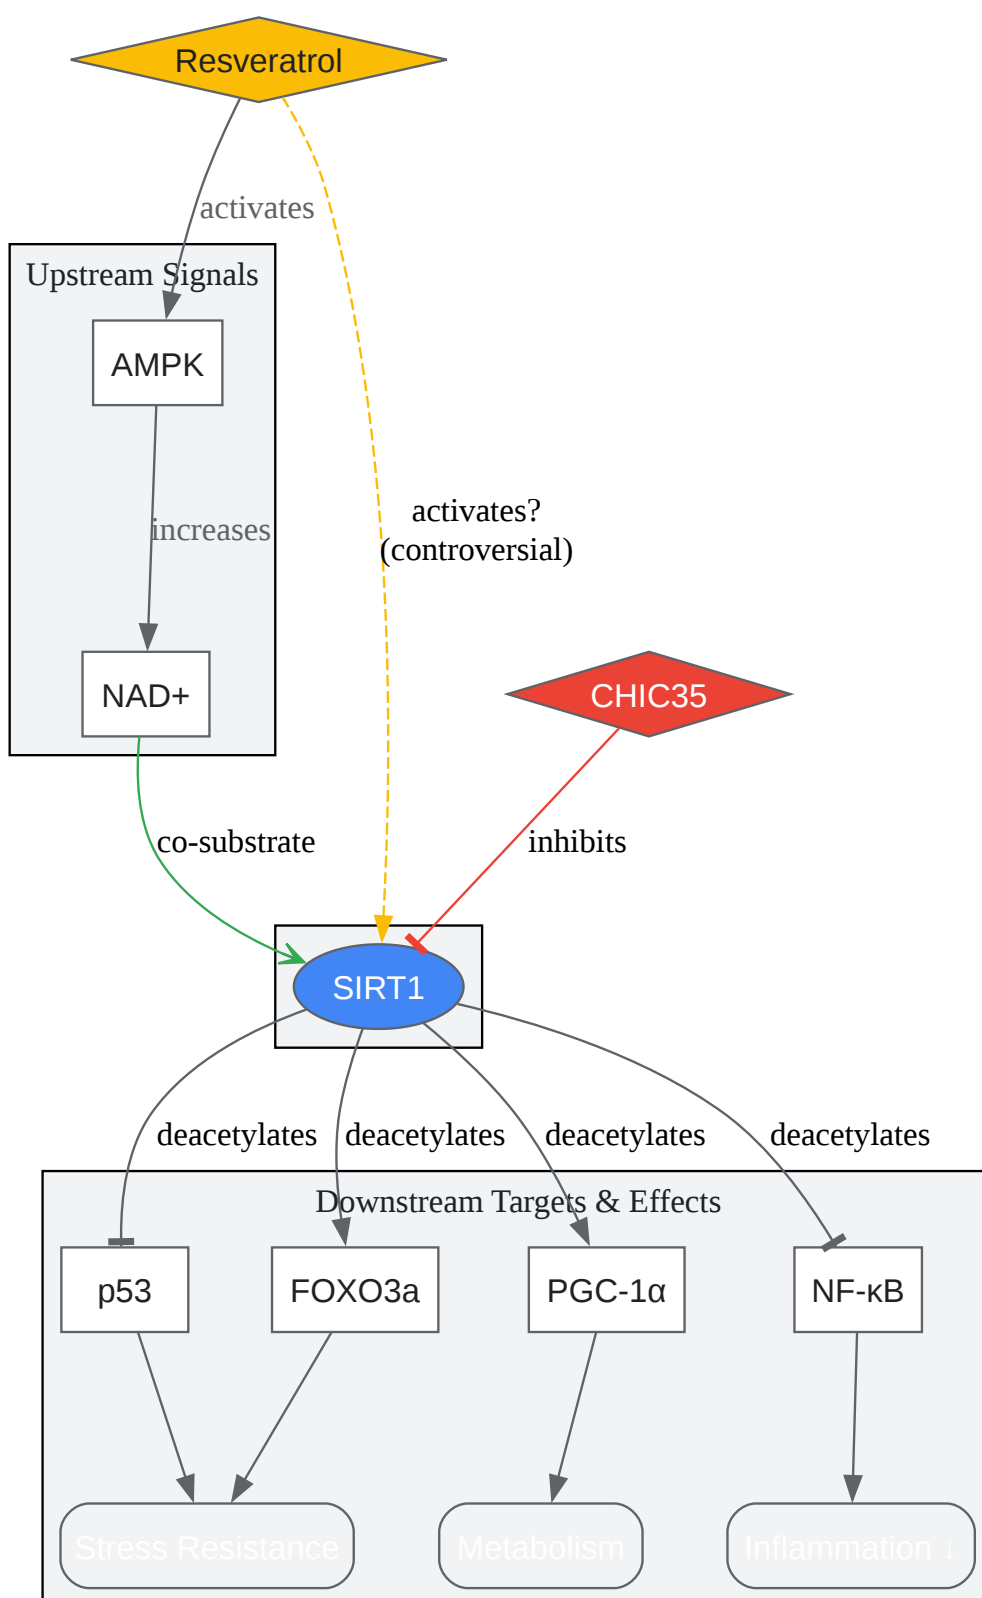 Resveratrol
activates
Upstream Signals
AMPK
activates?
(controversial)
increases
NAD+
CHIC35
co-substrate
inhibits
SIRT1
deacetylates
deacetylates
deacetylates
deacetylates
Downstream Targets & Effects
p53
FOXO3a
PGC-1α
NF-κB
Stress Resistance
Metabolism
Inflammation ↓